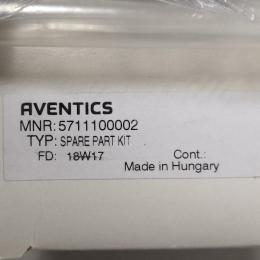 AVENTICS
MNR: 5711100002
TYP: SPARE PART KIT
FD: 18W17 Cont.:
Made in Hungary